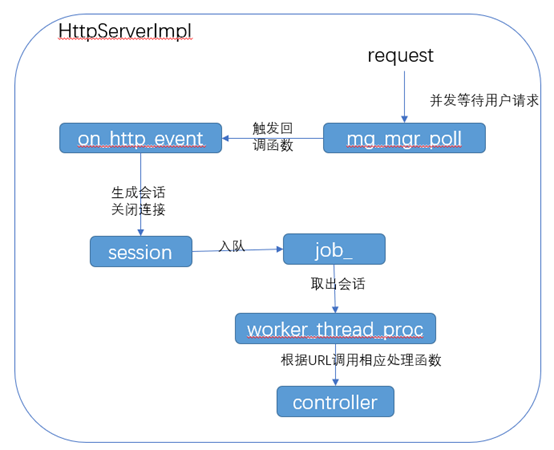 HttpServerImpl
request
并发等待用户请求
mg_mgr_poll
触发回
调函数
on_http_event
生成会话
关闭连接
session
入队
job_
取出会话
worker_thread_proc
根据URL调用相应处理函数
controller